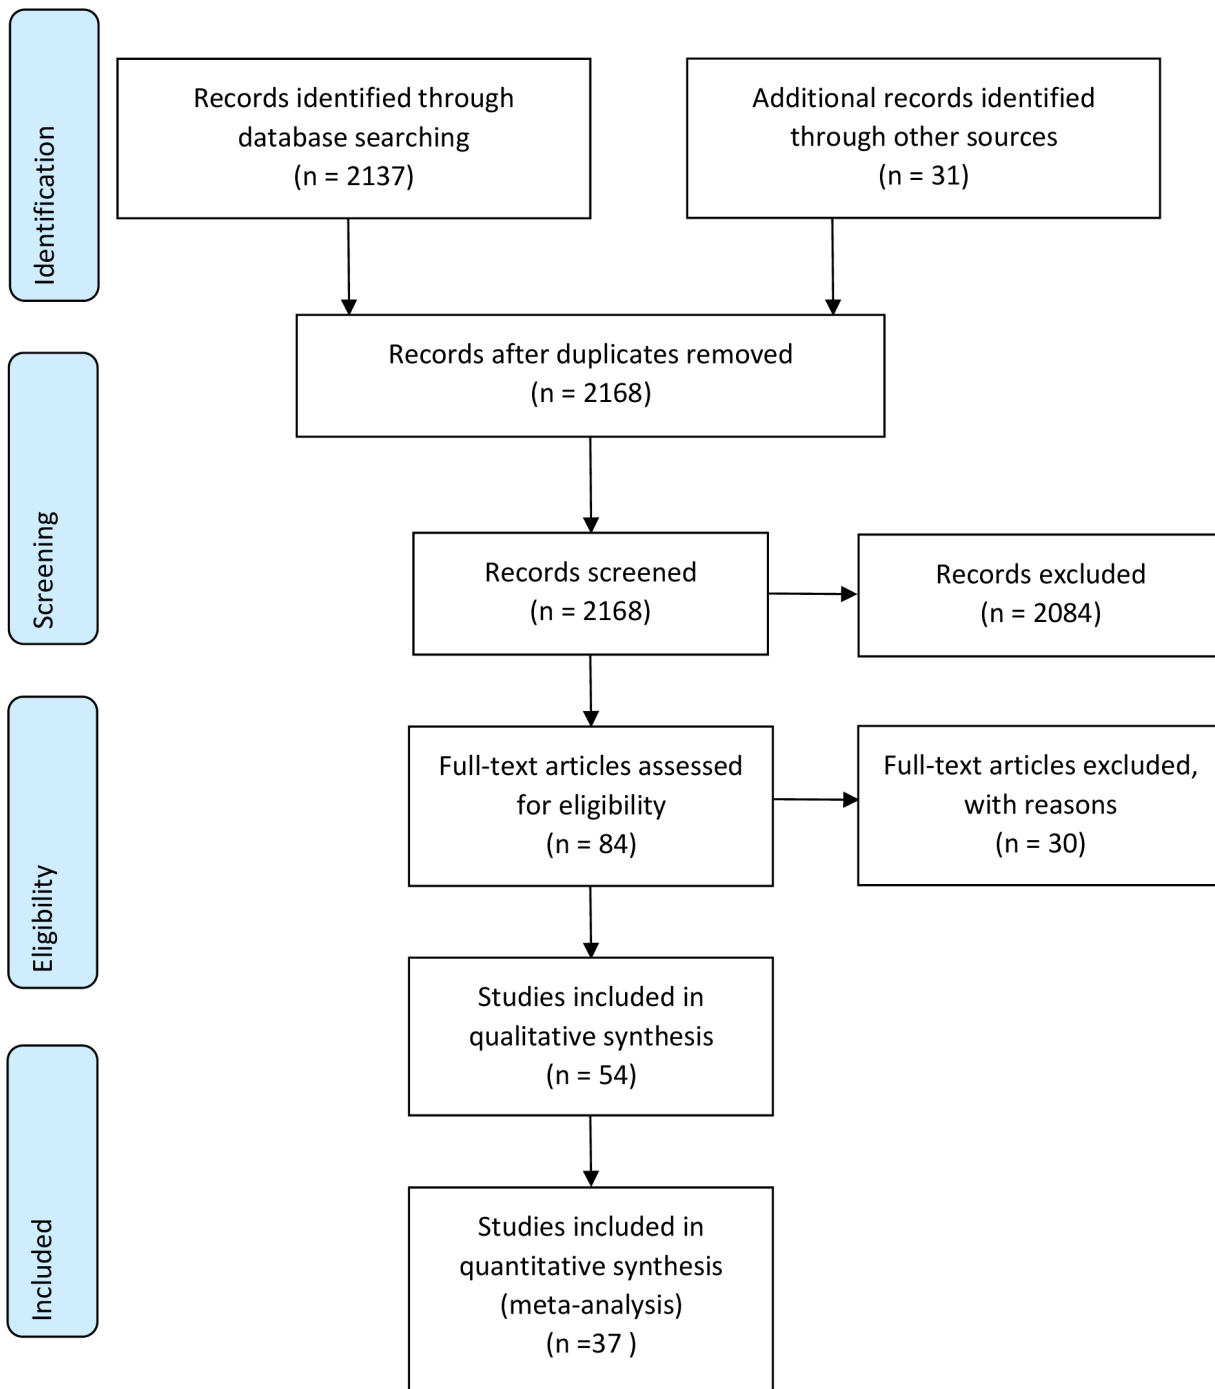 Identification
Records identified through
database searching
(n = 2137)
Additional records identified
through other sources
(n = 31)
Records after duplicates removed
(n = 2168)
Screening
Records screened
(n = 2168)
Records excluded
(n = 2084)
Eligibility
Full-text articles assessed
for eligibility
(n = 84)
Full-text articles excluded,
with reasons
(n = 30)
Studies included in
qualitative synthesis
(n = 54)
Included
Studies included in
quantitative synthesis
(meta-analysis)
(n =37 )